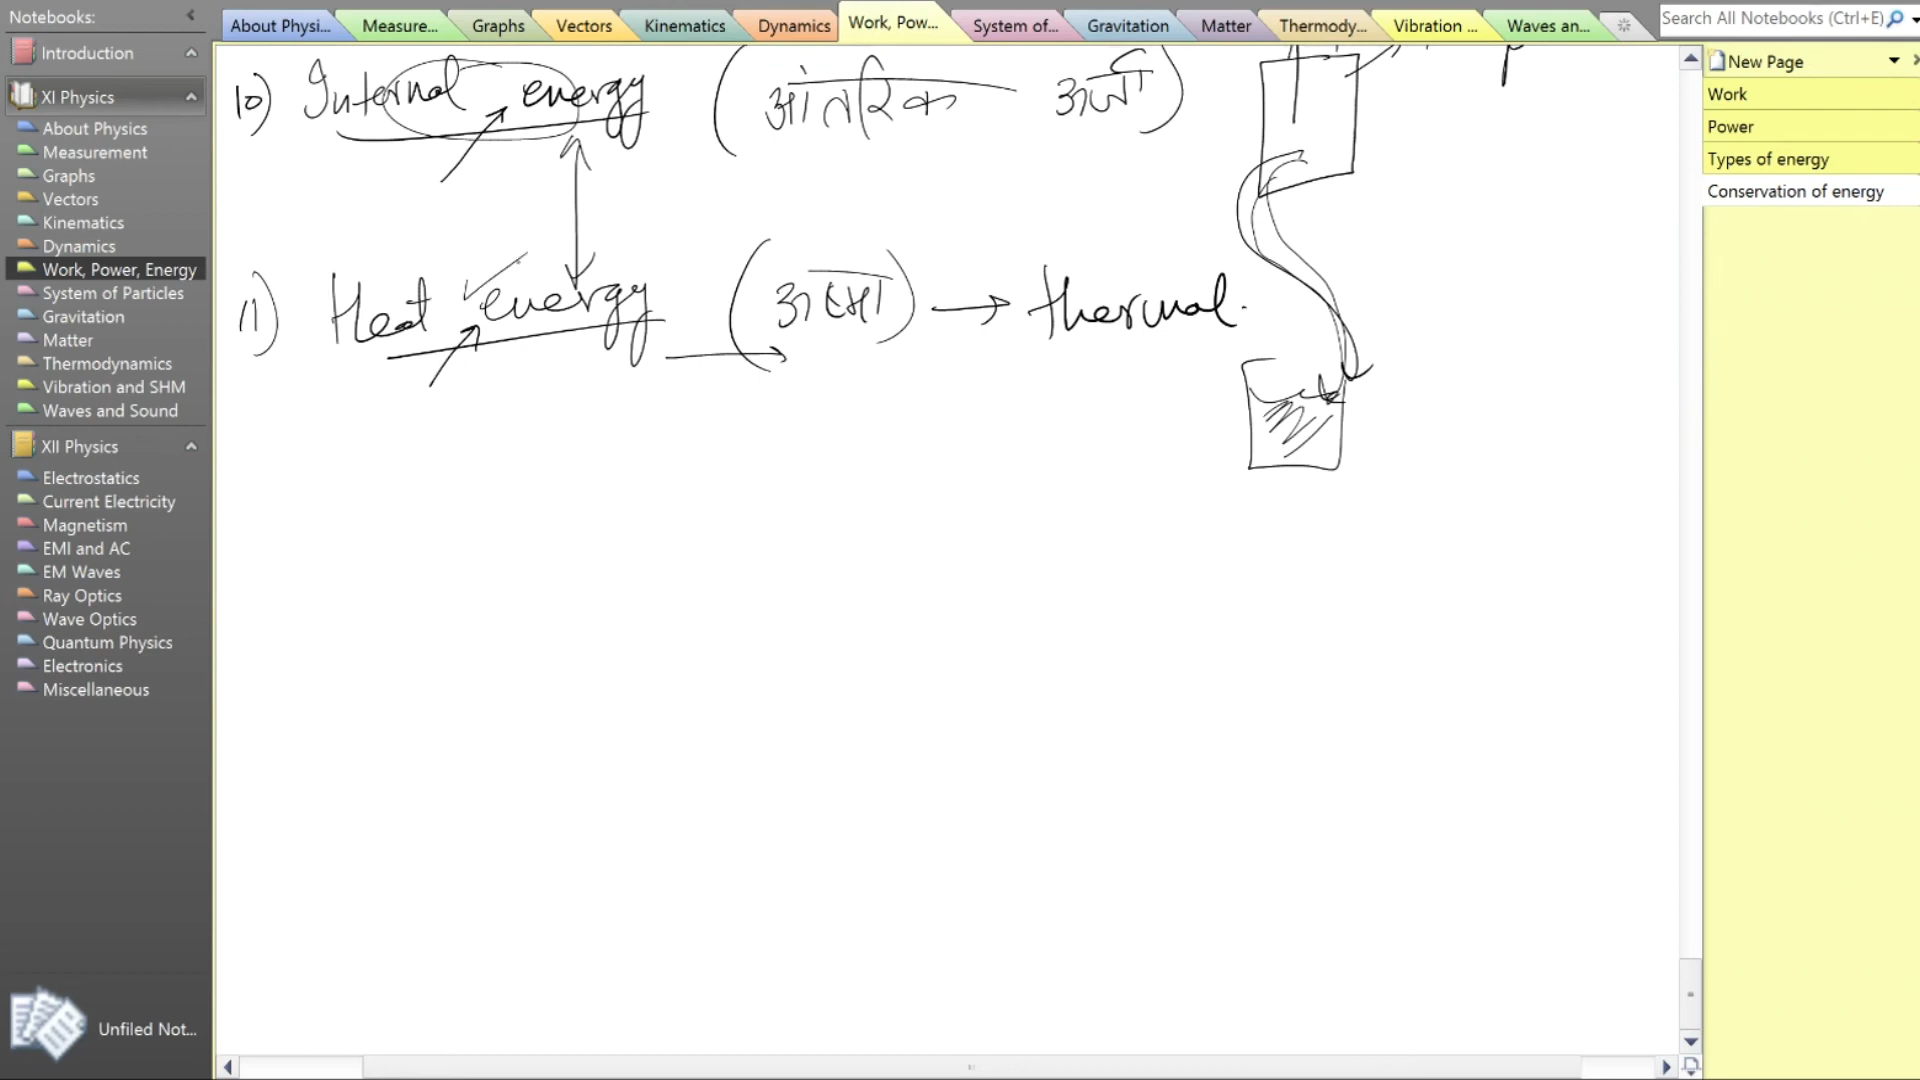 Notebooks:
Introduction
XI Physics
About Physics
Measurement
Graphs
Vectors
Kinematics
Dynamics
Work, Power, Energy
System of Particles
Gravitation
Matter
Thermodynamics
Vibration and SHM
Waves and Sound
XII Physics
Electrostatics
Current Electricity
Magnetism
EMI and AC
EM Waves
Ray Optics
Wave Optics
Quantum Physics
Electronics
Miscellaneous
Unfiled Not...
About Physi... Measure... Graphs Vectors Kinematics Dynamics Work, Pow... System of... Gravitation Matter Thermody... Vibration ... Waves an...
Search All Notebooks (Ctrl+E)
10) Internal energy (आंतरिक ऊर्जा)
11) Heat energy (ऊष्मा) → thermal.
New Page
Work
Power
Types of energy
Conservation of energy